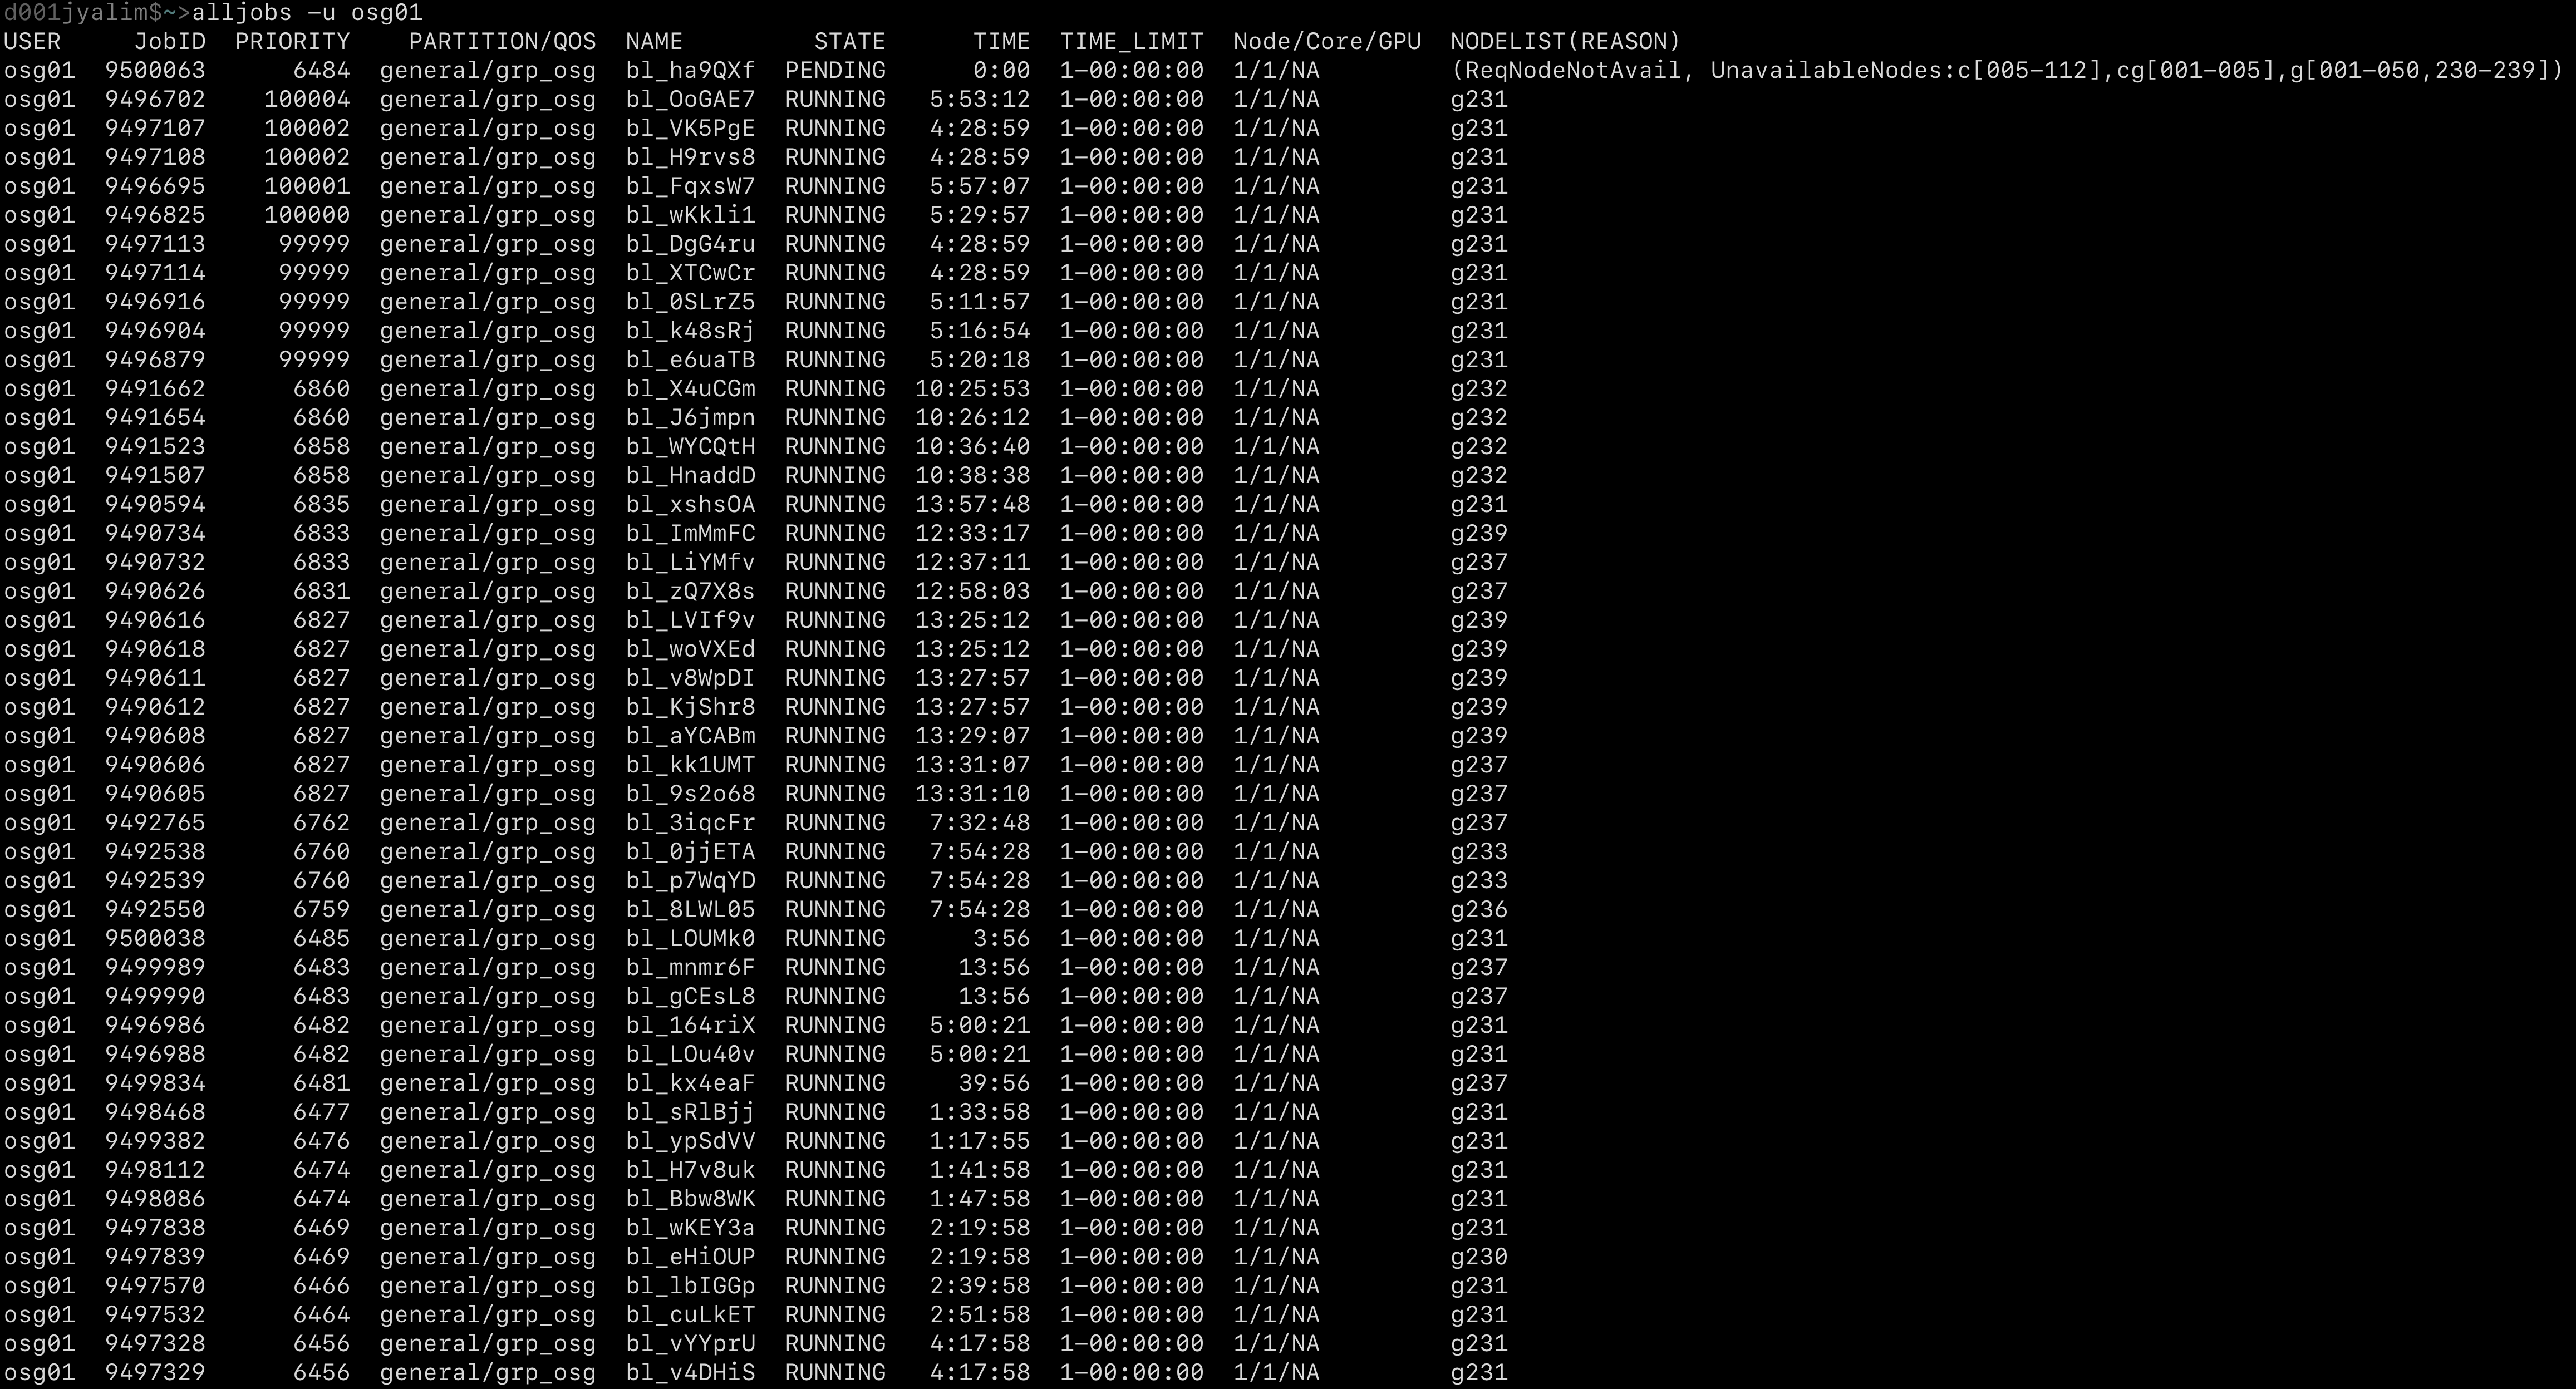 d001jyalim$~>alljobs -u osg01
USER JobID PRIORITY PARTITION/QOS NAME STATE TIME TIME_LIMIT Node/Core/GPU NODELIST(REASON)
osg01 9500063 6484 general/grp_osg bl_ha9QXf PENDING 0:00 1-00:00:00 1/1/NA (ReqNodeNotAvail, UnavailableNodes:c[005-112],cg[001-005],g[001-050,230-239])
osg01 9496702 100004 general/grp_osg bl_OoGAE7 RUNNING 5:53:12 1-00:00:00 1/1/NA g231
osg01 9497107 100002 general/grp_osg bl_VK5PgE RUNNING 4:28:59 1-00:00:00 1/1/NA g231
osg01 9497108 100002 general/grp_osg bl_H9rvs8 RUNNING 4:28:59 1-00:00:00 1/1/NA g231
osg01 9496695 100001 general/grp_osg bl_FqxsW7 RUNNING 5:57:07 1-00:00:00 1/1/NA g231
osg01 9496825 100000 general/grp_osg bl_wKkli1 RUNNING 5:29:57 1-00:00:00 1/1/NA g231
osg01 9497113 99999 general/grp_osg bl_DgG4ru RUNNING 4:28:59 1-00:00:00 1/1/NA g231
osg01 9497114 99999 general/grp_osg bl_XTCwCr RUNNING 4:28:59 1-00:00:00 1/1/NA g231
osg01 9496916 99999 general/grp_osg bl_0SLrZ5 RUNNING 5:11:57 1-00:00:00 1/1/NA g231
osg01 9496904 99999 general/grp_osg bl_k48sRj RUNNING 5:16:54 1-00:00:00 1/1/NA g231
osg01 9496879 99999 general/grp_osg bl_e6uaTB RUNNING 5:20:18 1-00:00:00 1/1/NA g231
osg01 9491662 6860 general/grp_osg bl_X4uCGm RUNNING 10:25:53 1-00:00:00 1/1/NA g232
osg01 9491654 6860 general/grp_osg bl_J6jmpn RUNNING 10:26:12 1-00:00:00 1/1/NA g232
osg01 9491523 6858 general/grp_osg bl_WYCQtH RUNNING 10:36:40 1-00:00:00 1/1/NA g232
osg01 9491507 6858 general/grp_osg bl_HnaddD RUNNING 10:38:38 1-00:00:00 1/1/NA g232
osg01 9490594 6835 general/grp_osg bl_xshsOA RUNNING 13:57:48 1-00:00:00 1/1/NA g231
osg01 9490734 6833 general/grp_osg bl_ImMmFC RUNNING 12:33:17 1-00:00:00 1/1/NA g239
osg01 9490732 6833 general/grp_osg bl_LiYMfv RUNNING 12:37:11 1-00:00:00 1/1/NA g237
osg01 9490626 6831 general/grp_osg bl_zQ7X8s RUNNING 12:58:03 1-00:00:00 1/1/NA g237
osg01 9490616 6827 general/grp_osg bl_LVIf9v RUNNING 13:25:12 1-00:00:00 1/1/NA g239
osg01 9490618 6827 general/grp_osg bl_woVXEd RUNNING 13:25:12 1-00:00:00 1/1/NA g239
osg01 9490611 6827 general/grp_osg bl_v8WpDI RUNNING 13:27:57 1-00:00:00 1/1/NA g239
osg01 9490612 6827 general/grp_osg bl_KjShr8 RUNNING 13:27:57 1-00:00:00 1/1/NA g239
osg01 9490608 6827 general/grp_osg bl_aYCABm RUNNING 13:29:07 1-00:00:00 1/1/NA g239
osg01 9490606 6827 general/grp_osg bl_kk1UMT RUNNING 13:31:07 1-00:00:00 1/1/NA g237
osg01 9490605 6827 general/grp_osg bl_9s2o68 RUNNING 13:31:10 1-00:00:00 1/1/NA g237
osg01 9492765 6762 general/grp_osg bl_3iqcFr RUNNING 7:32:48 1-00:00:00 1/1/NA g237
osg01 9492538 6760 general/grp_osg bl_0jjETA RUNNING 7:54:28 1-00:00:00 1/1/NA g233
osg01 9492539 6760 general/grp_osg bl_p7WqYD RUNNING 7:54:28 1-00:00:00 1/1/NA g233
osg01 9492550 6759 general/grp_osg bl_8LWL05 RUNNING 7:54:28 1-00:00:00 1/1/NA g236
osg01 9500038 6485 general/grp_osg bl_LOUMk0 RUNNING 3:56 1-00:00:00 1/1/NA g231
osg01 9499989 6483 general/grp_osg bl_mnmr6F RUNNING 13:56 1-00:00:00 1/1/NA g237
osg01 9499990 6483 general/grp_osg bl_gCEsL8 RUNNING 13:56 1-00:00:00 1/1/NA g237
osg01 9496986 6482 general/grp_osg bl_164riX RUNNING 5:00:21 1-00:00:00 1/1/NA g231
osg01 9496988 6482 general/grp_osg bl_LOu40v RUNNING 5:00:21 1-00:00:00 1/1/NA g231
osg01 9499834 6481 general/grp_osg bl_kx4eaF RUNNING 39:56 1-00:00:00 1/1/NA g237
osg01 9498468 6477 general/grp_osg bl_sRlBjj RUNNING 1:33:58 1-00:00:00 1/1/NA g231
osg01 9499382 6476 general/grp_osg bl_ypSdVV RUNNING 1:17:55 1-00:00:00 1/1/NA g231
osg01 9498112 6474 general/grp_osg bl_H7v8uk RUNNING 1:41:58 1-00:00:00 1/1/NA g231
osg01 9498086 6474 general/grp_osg bl_Bbw8WK RUNNING 1:47:58 1-00:00:00 1/1/NA g231
osg01 9497838 6469 general/grp_osg bl_wKEY3a RUNNING 2:19:58 1-00:00:00 1/1/NA g231
osg01 9497839 6469 general/grp_osg bl_eHiOUP RUNNING 2:19:58 1-00:00:00 1/1/NA g230
osg01 9497570 6466 general/grp_osg bl_lbIGGp RUNNING 2:39:58 1-00:00:00 1/1/NA g231
osg01 9497532 6464 general/grp_osg bl_cuLkET RUNNING 2:51:58 1-00:00:00 1/1/NA g231
osg01 9497328 6456 general/grp_osg bl_vYYprU RUNNING 4:17:58 1-00:00:00 1/1/NA g231
osg01 9497329 6456 general/grp_osg bl_v4DHiS RUNNING 4:17:58 1-00:00:00 1/1/NA g231